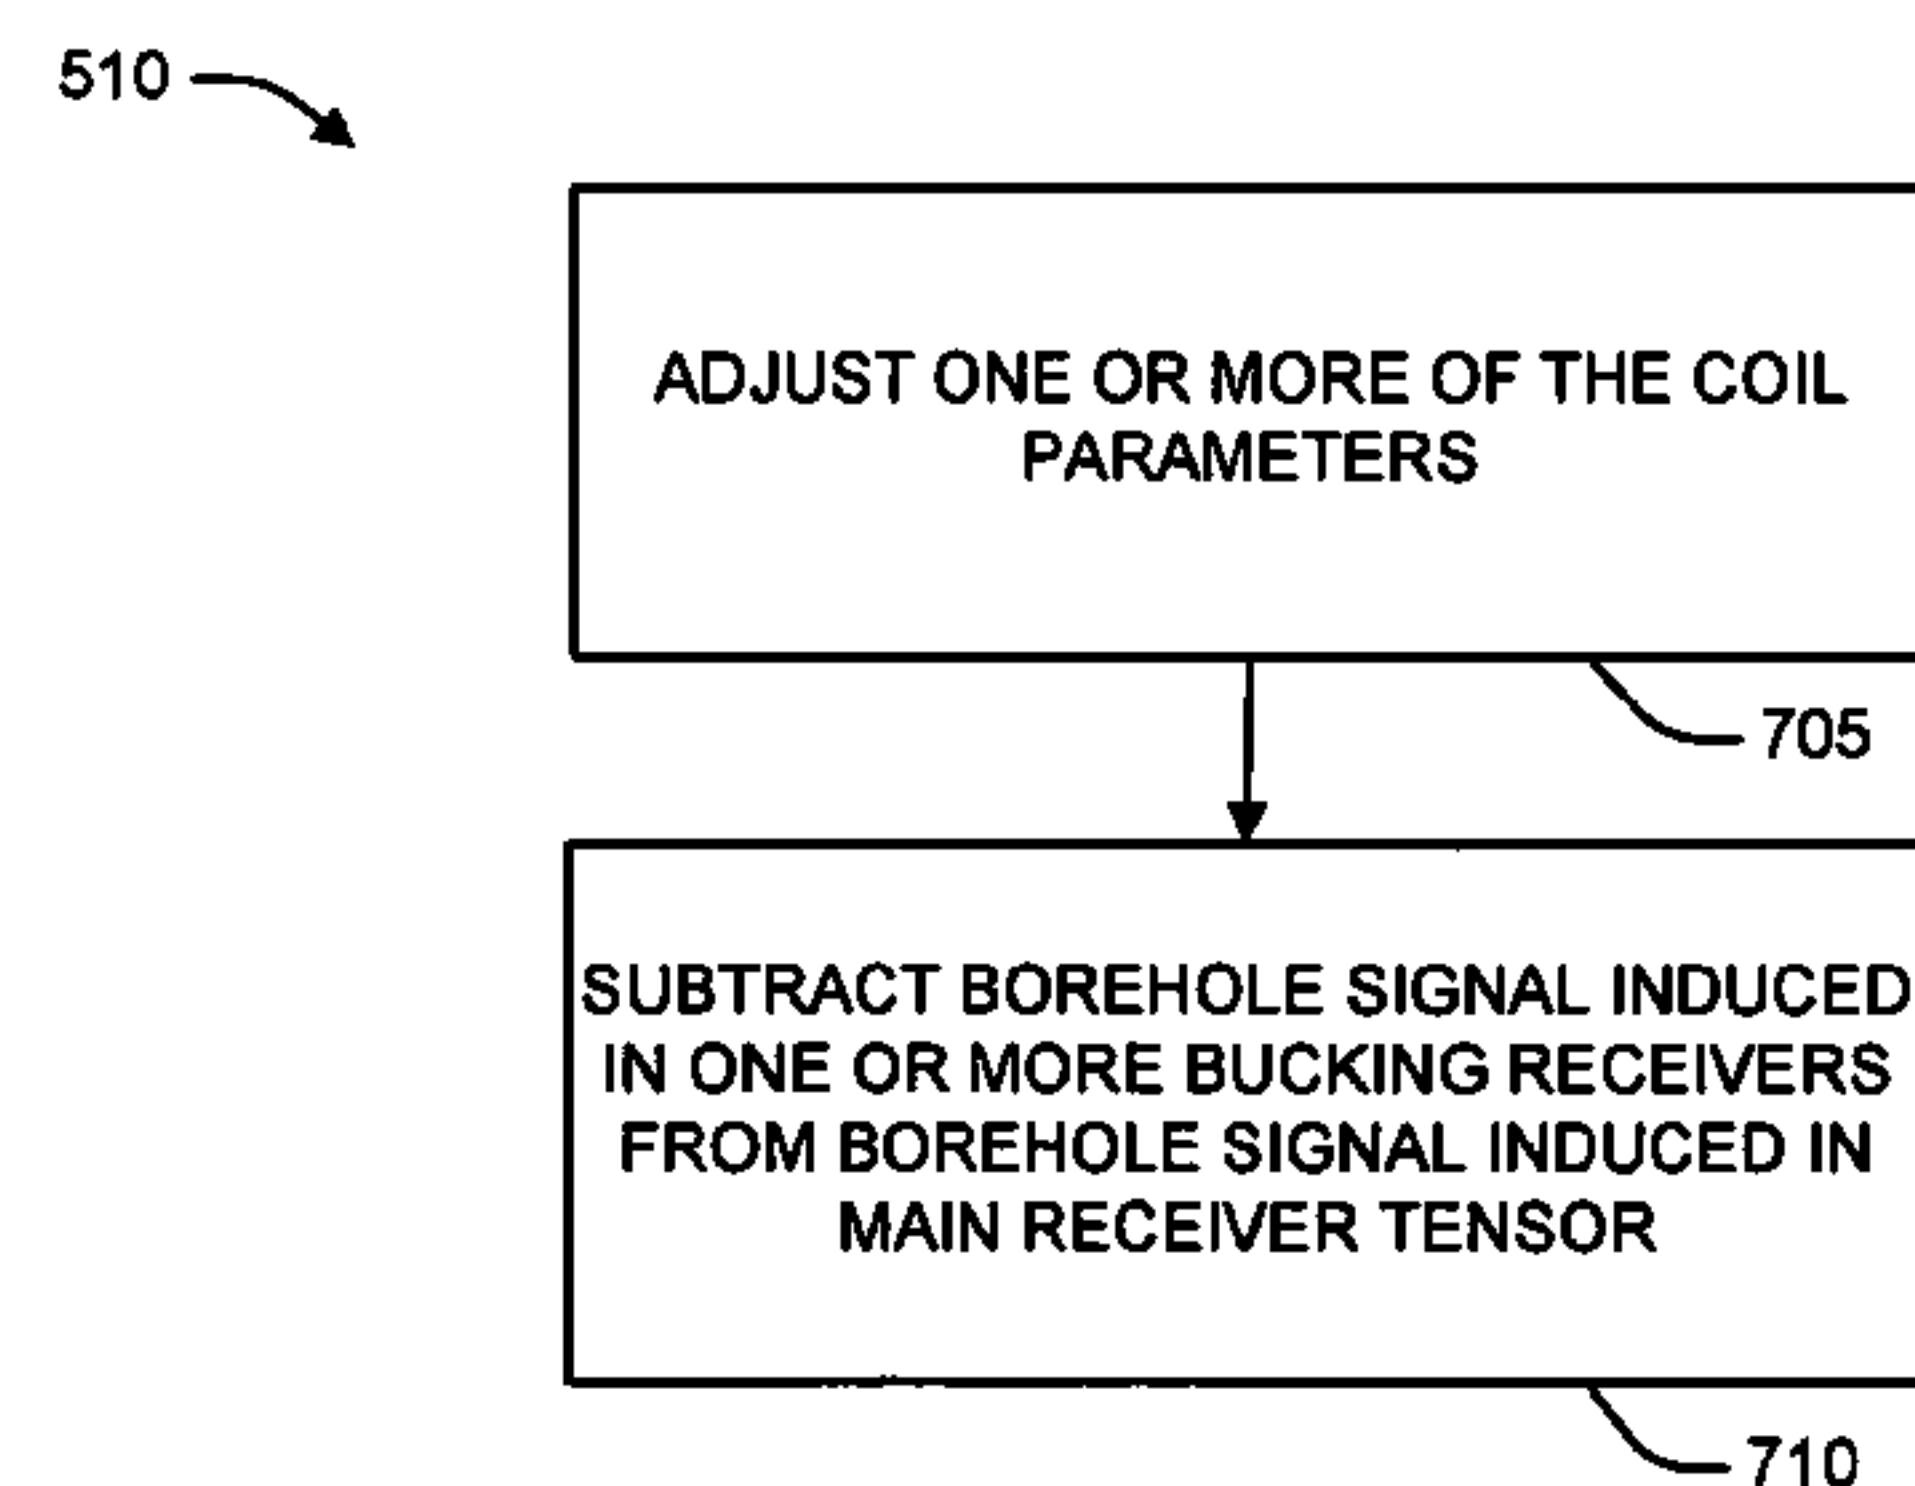 510
ADJUST ONE OR MORE OF THE COIL
PARAMETERS
705
SUBTRACT BOREHOLE SIGNAL INDUCED
IN ONE OR MORE BUCKING RECEIVERS
FROM BOREHOLE SIGNAL INDUCED IN
MAIN RECEIVER TENSOR
710